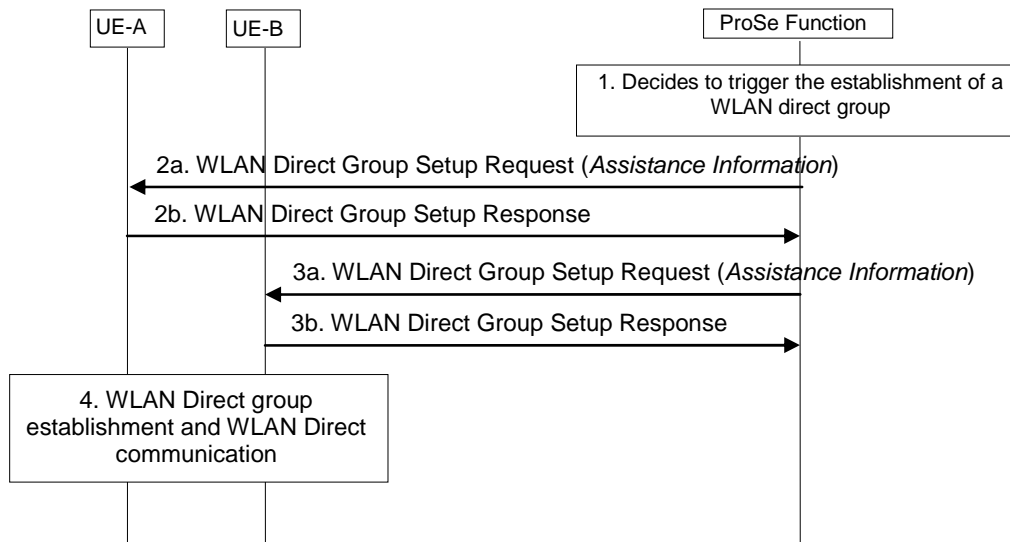 UE-A
UE-B
ProSe Function
1. Decides to trigger the establishment of a
WLAN direct group
2a. WLAN Direct Group Setup Request (Assistance Information)
2b. WLAN Direct Group Setup Response
3a. WLAN Direct Group Setup Request (Assistance Information)
3b. WLAN Direct Group Setup Response
4. WLAN Direct group
establishment and WLAN Direct
communication